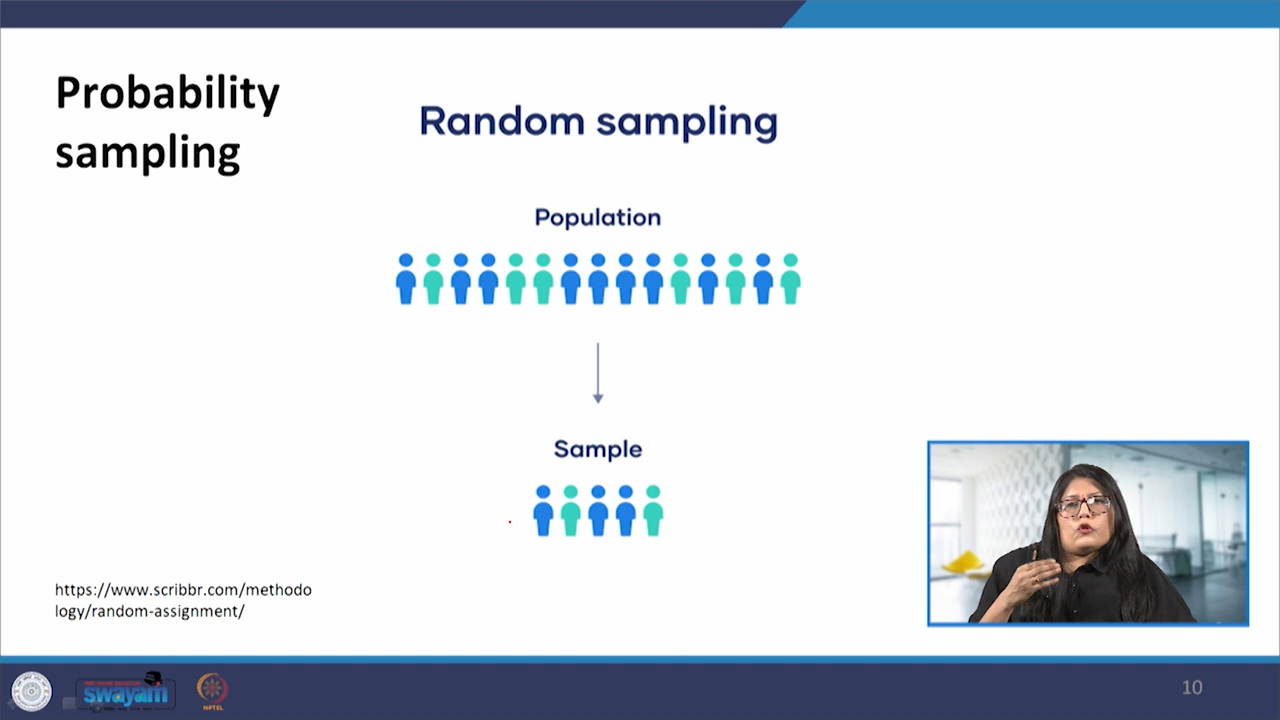 Probability
sampling
Random sampling
Population
Sample
https://www.scribbr.com/methodo
logy/random-assignment/
swayam
NPTEL
10